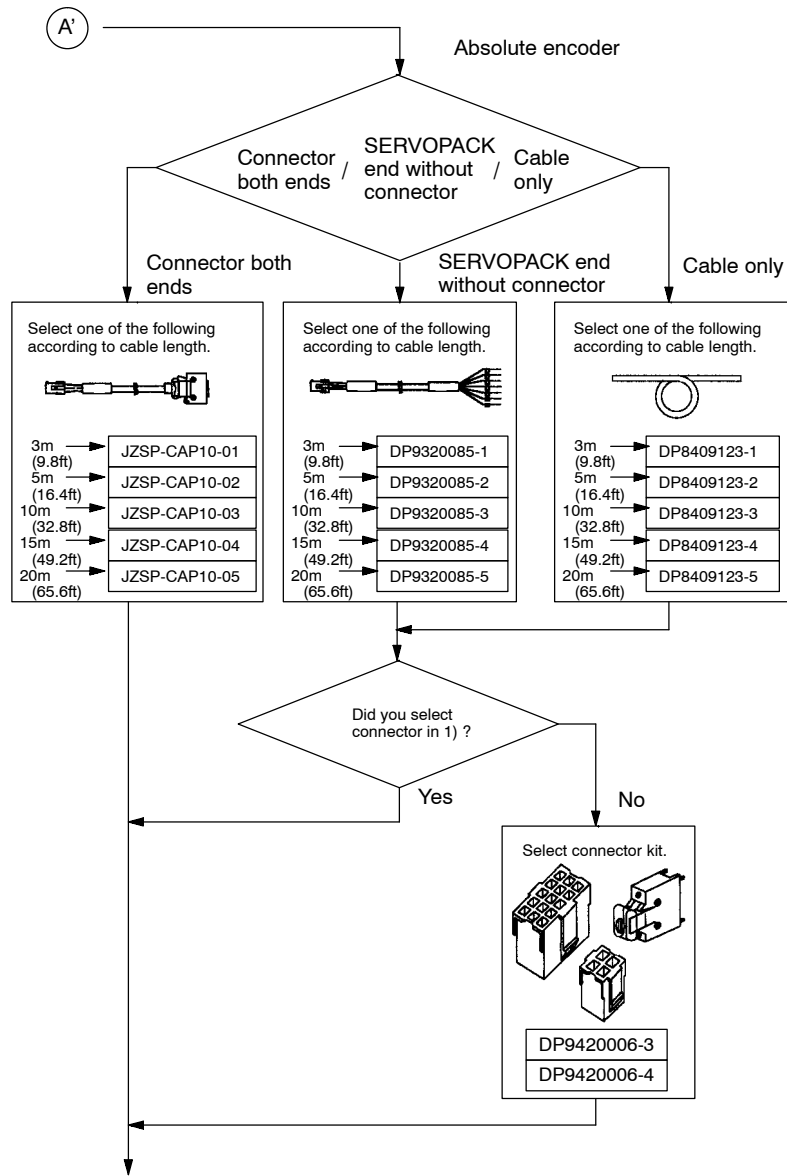 A'
Absolute encoder
Connector both ends / SERVOPACK end without connector / Cable only
Connector both
ends
SERVOPACK end
without connector
Cable only
Select one of the following
according to cable length.
3m
(9.8ft)
JZSP-CAP10-01
5m
(16.4ft)
JZSP-CAP10-02
10m
(32.8ft)
JZSP-CAP10-03
15m
(49.2ft)
JZSP-CAP10-04
20m
(65.6ft)
JZSP-CAP10-05
Select one of the following
according to cable length.
3m
(9.8ft)
DP9320085-1
5m
(16.4ft)
DP9320085-2
10m
(32.8ft)
DP9320085-3
15m
(49.2ft)
DP9320085-4
20m
(65.6ft)
DP9320085-5
Select one of the following
according to cable length.
3m
(9.8ft)
DP8409123-1
5m
(16.4ft)
DP8409123-2
10m
(32.8ft)
DP8409123-3
15m
(49.2ft)
DP8409123-4
20m
(65.6ft)
DP8409123-5
Did you select
connector in 1) ?
Yes
No
Select connector kit.
DP9420006-3
DP9420006-4